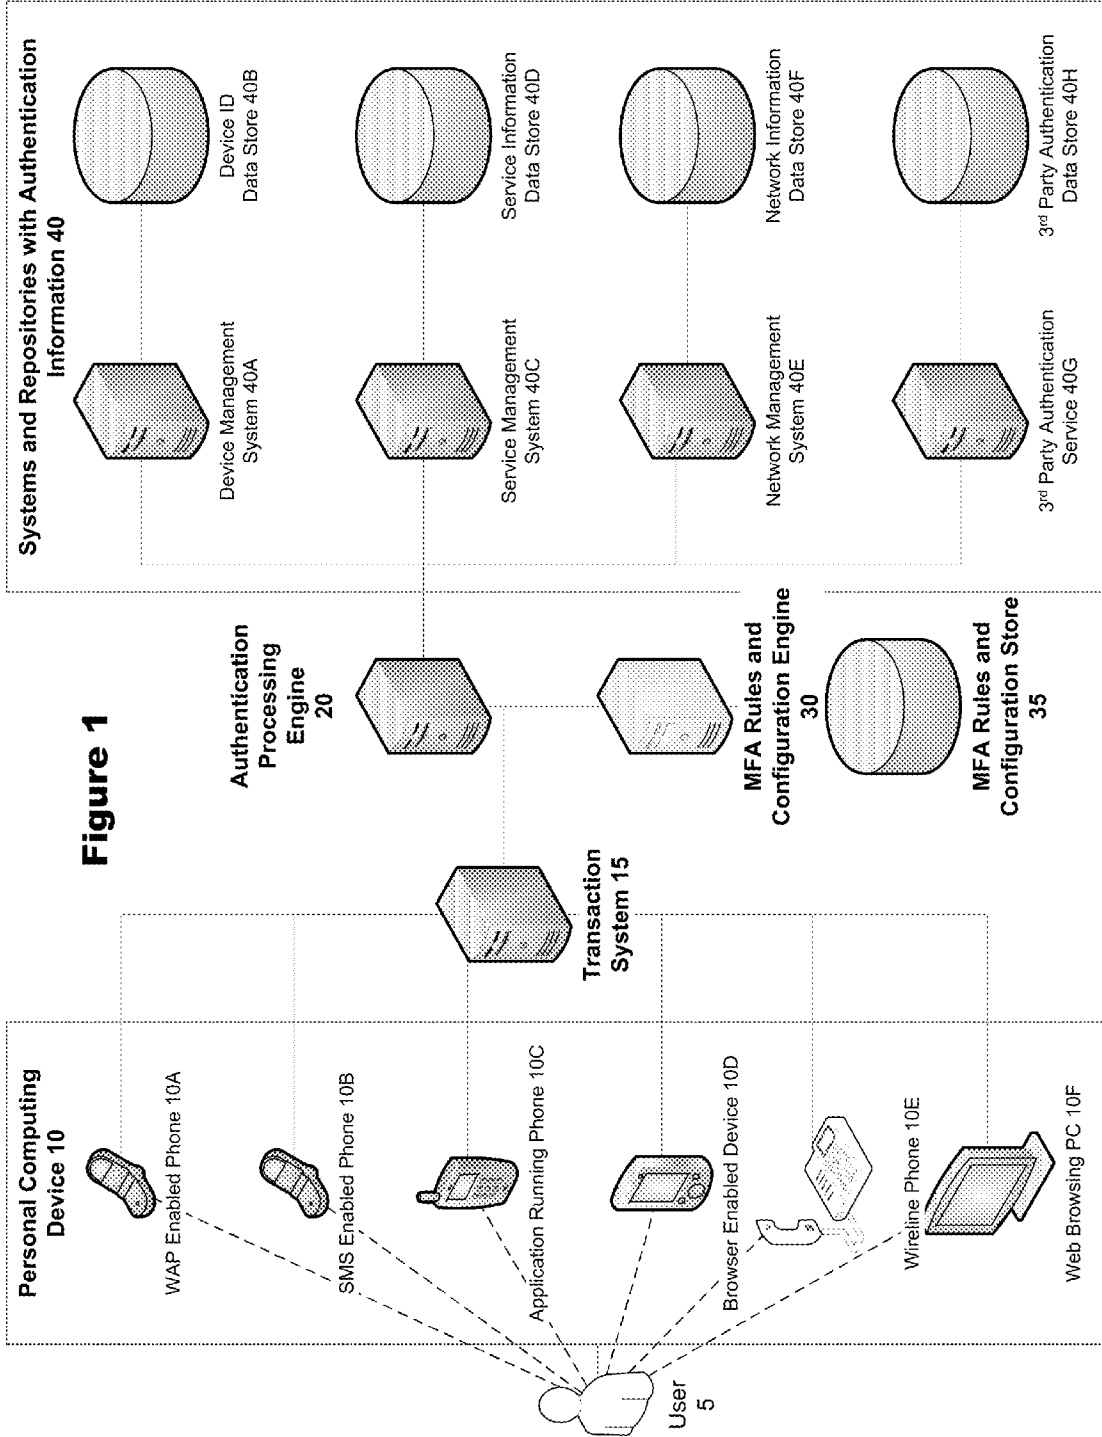 Figure 1
Personal Computing
Device 10
WAP Enabled Phone 10A
SMS Enabled Phone 10B
Application Running Phone 10C
Browser Enabled Device 10D
Wireline Phone 10E
Web Browsing PC 10F
User
5
Transaction
System 15
Authentication
Processing
Engine
20
MFA Rules and
Configuration Engine
30
MFA Rules and
Configuration Store
35
Systems and Repositories with Authentication
Information 40
Device Management
System 40A
Device ID
Data Store 40B
Service Management
System 40C
Service Information
Data Store 40D
Network Management
System 40E
Network Information
Data Store 40F
3rd Party Authentication
Service 40G
3rd Party Authentication
Data Store 40H